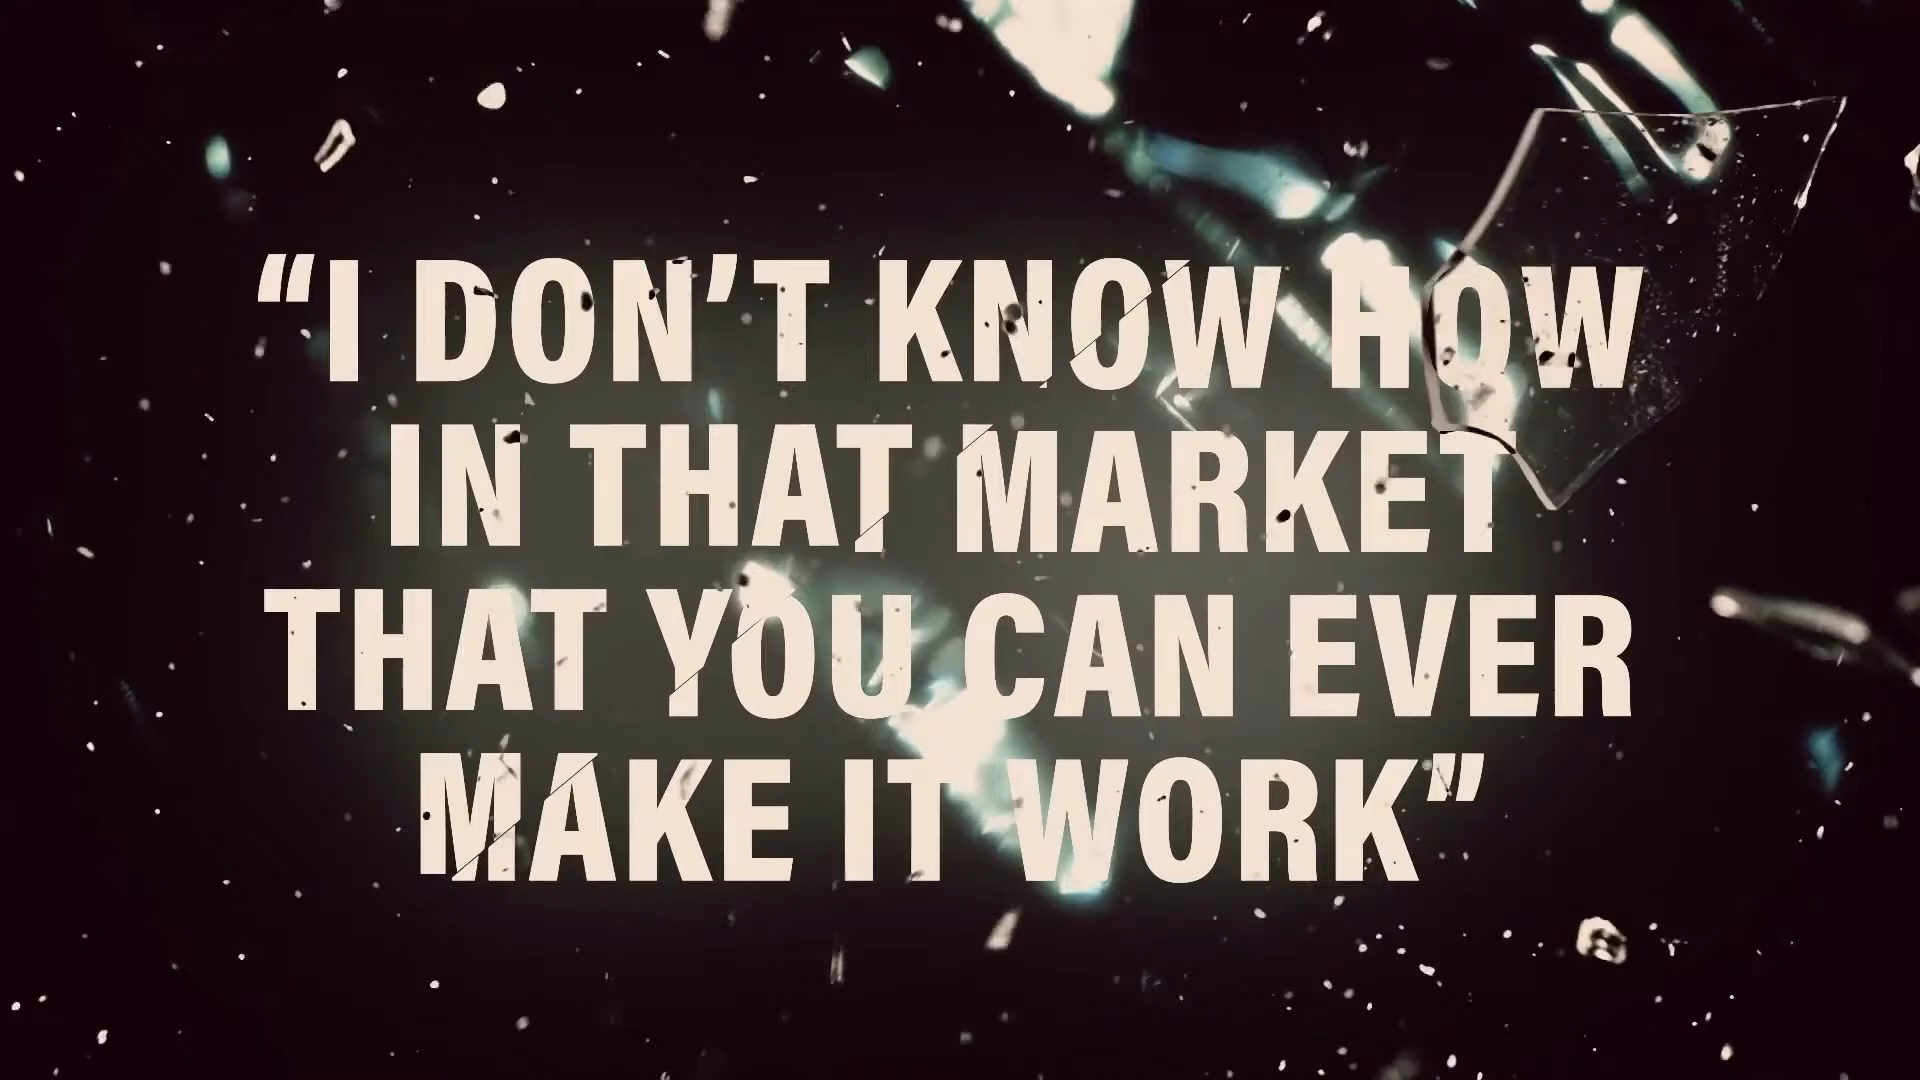 “I DON’T KNOW HOW
IN THAT MARKET
THAT YOU CAN EVER
MAKE IT WORK”